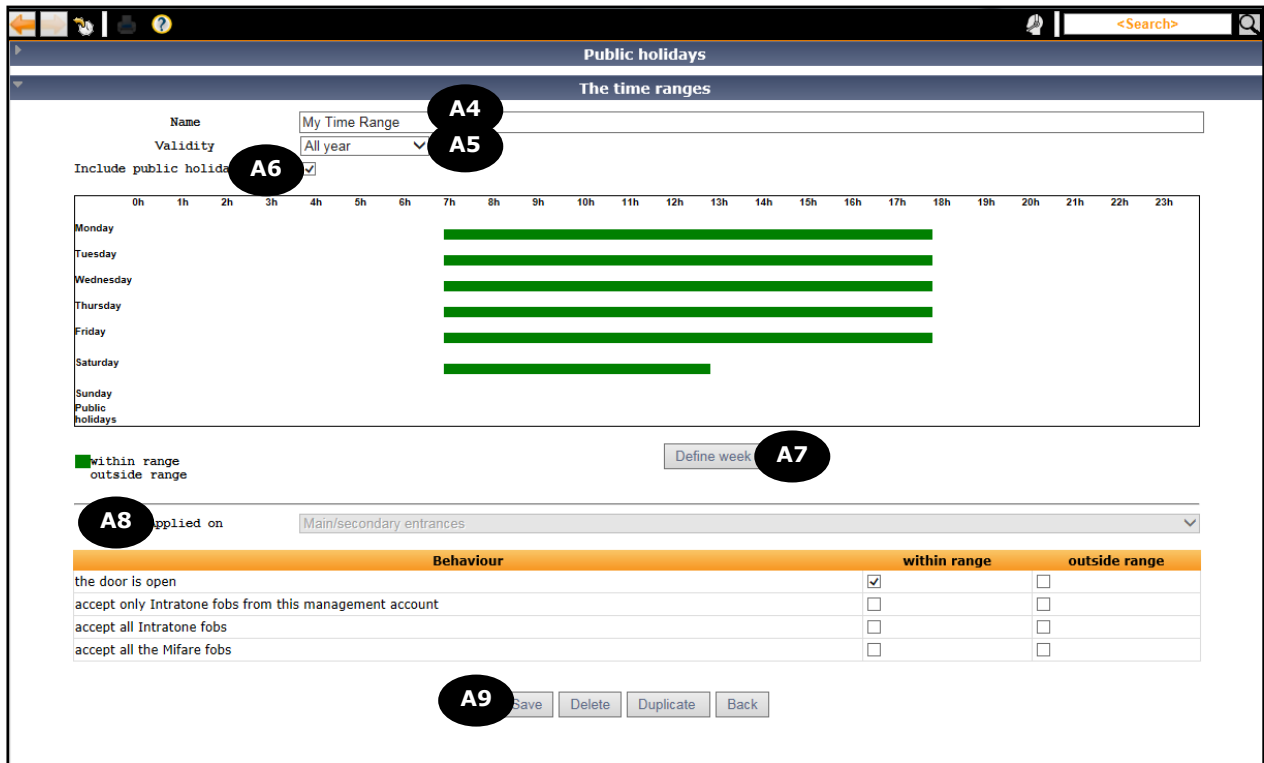 <Search>
Public holidays
The time ranges
A4
Name My Time Range
Validity All year A5
Include public holida A6
0h 1h 2h 3h 4h 5h 6h 7h 8h 9h 10h 11h 12h 13h 14h 15h 16h 17h 18h 19h 20h 21h 22h 23h
Monday
Tuesday
Wednesday
Thursday
Friday
Saturday
Sunday
Public
holidays
Define week A7
within range
outside range
A8 pplied on Main/secondary entrances
Behaviour within range outside range
the door is open
accept only Intratone fobs from this management account
accept all Intratone fobs
accept all the Mifare fobs
A9 Save Delete Duplicate Back